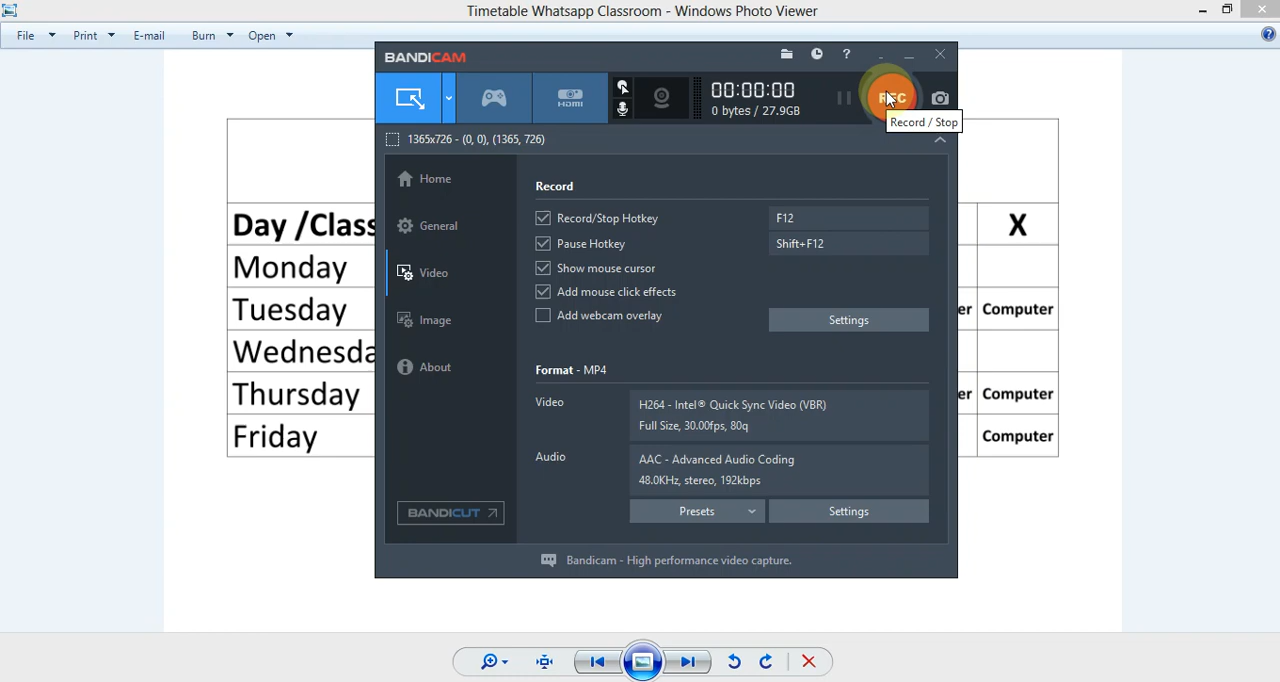 Timetable Whatsapp Classroom - Windows Photo Viewer
File Print E-mail Burn Open
BANDICAM
HDMI
00:00:00
0 bytes / 27.9GB
REC
Record / Stop
1365x726 - (0, 0), (1365, 726)
Home
General
Video
Image
About
BANDICUT
Record
Record/Stop Hotkey F12
Pause Hotkey Shift+F12
Show mouse cursor
Add mouse click effects
Add webcam overlay Settings
Format - MP4
Video H264 - Intel® Quick Sync Video (VBR)
Full Size, 30.00fps, 80q
Audio AAC - Advanced Audio Coding
48.0KHz, stereo, 192kbps
Presets Settings
Bandicam - High performance video capture.
Day /Class X
Monday
Tuesday er Computer
Wednesda
Thursday er Computer
Friday Computer